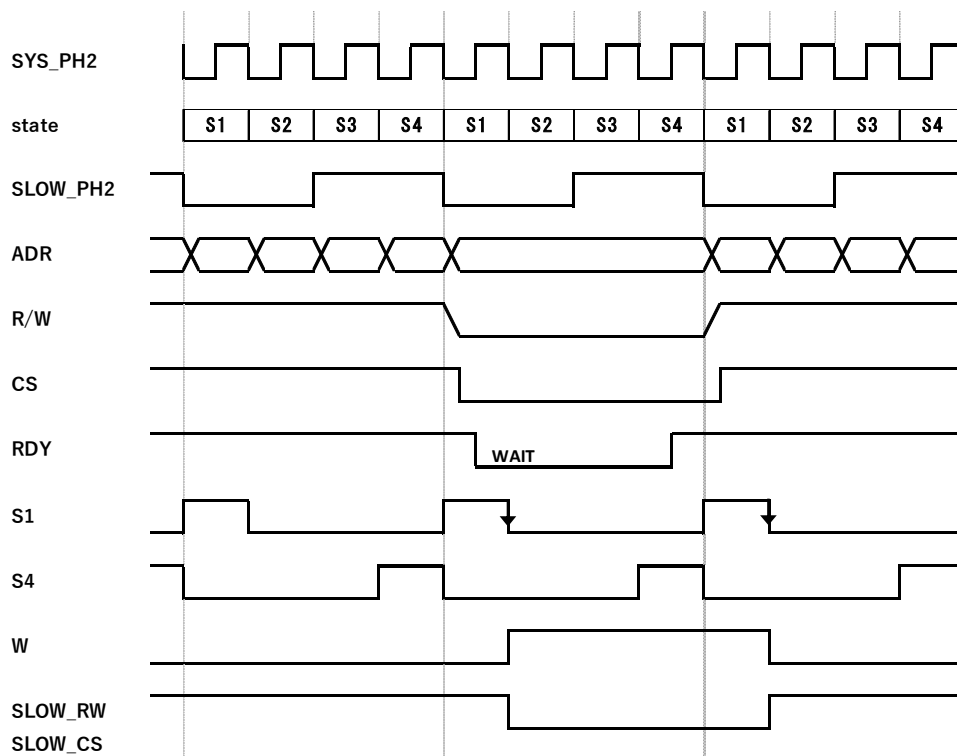 SYS_PH2
state S1 S2 S3 S4 S1 S2 S3 S4 S1 S2 S3 S4
SLOW_PH2
ADR
R/W
CS
RDY WAIT
S1
S4
W
SLOW_RW
SLOW_CS